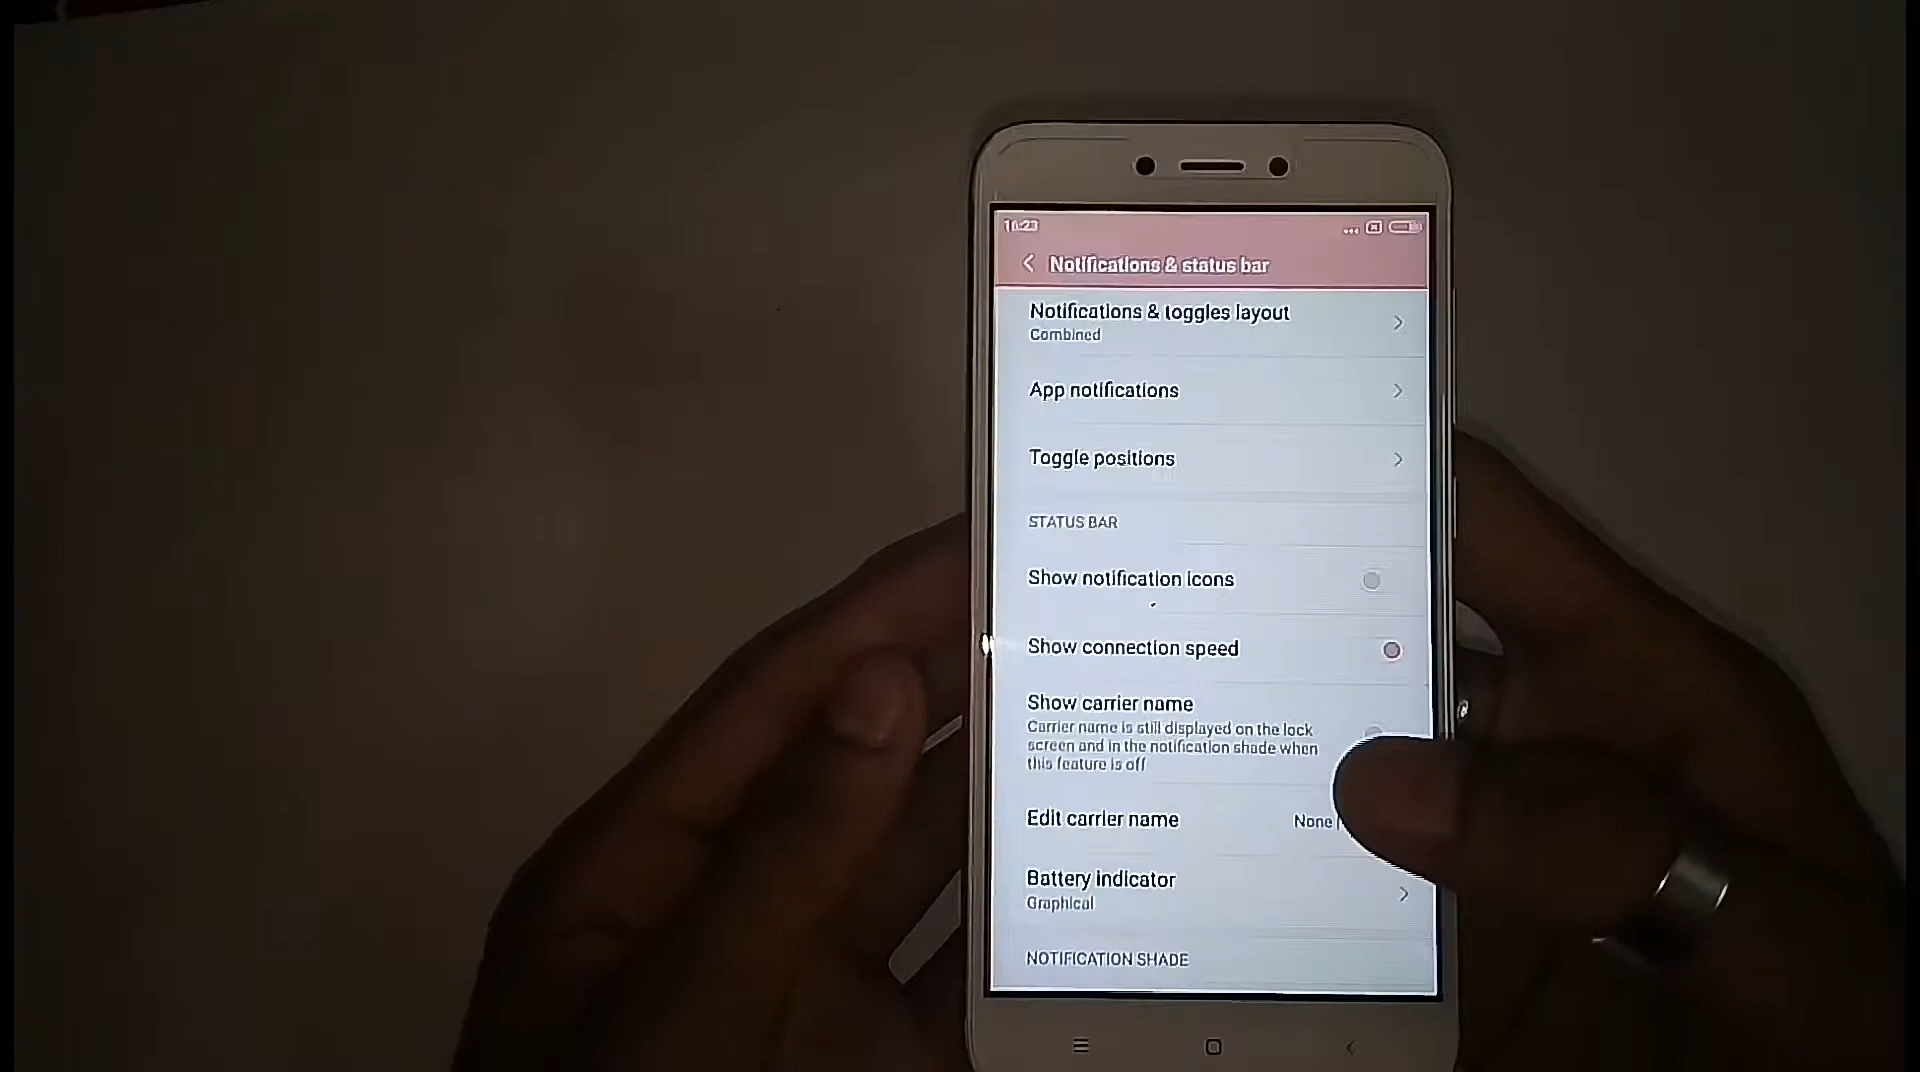 16:23
Notifications & status bar
Notifications & toggles layout
Combined
App notifications
Toggle positions
STATUS BAR
Show notification icons
Show connection speed
Show carrier name
Carrier name is still displayed on the lock
screen and in the notification shade when
this feature is off
Edit carrier name
None
Battery indicator
Graphical
NOTIFICATION SHADE